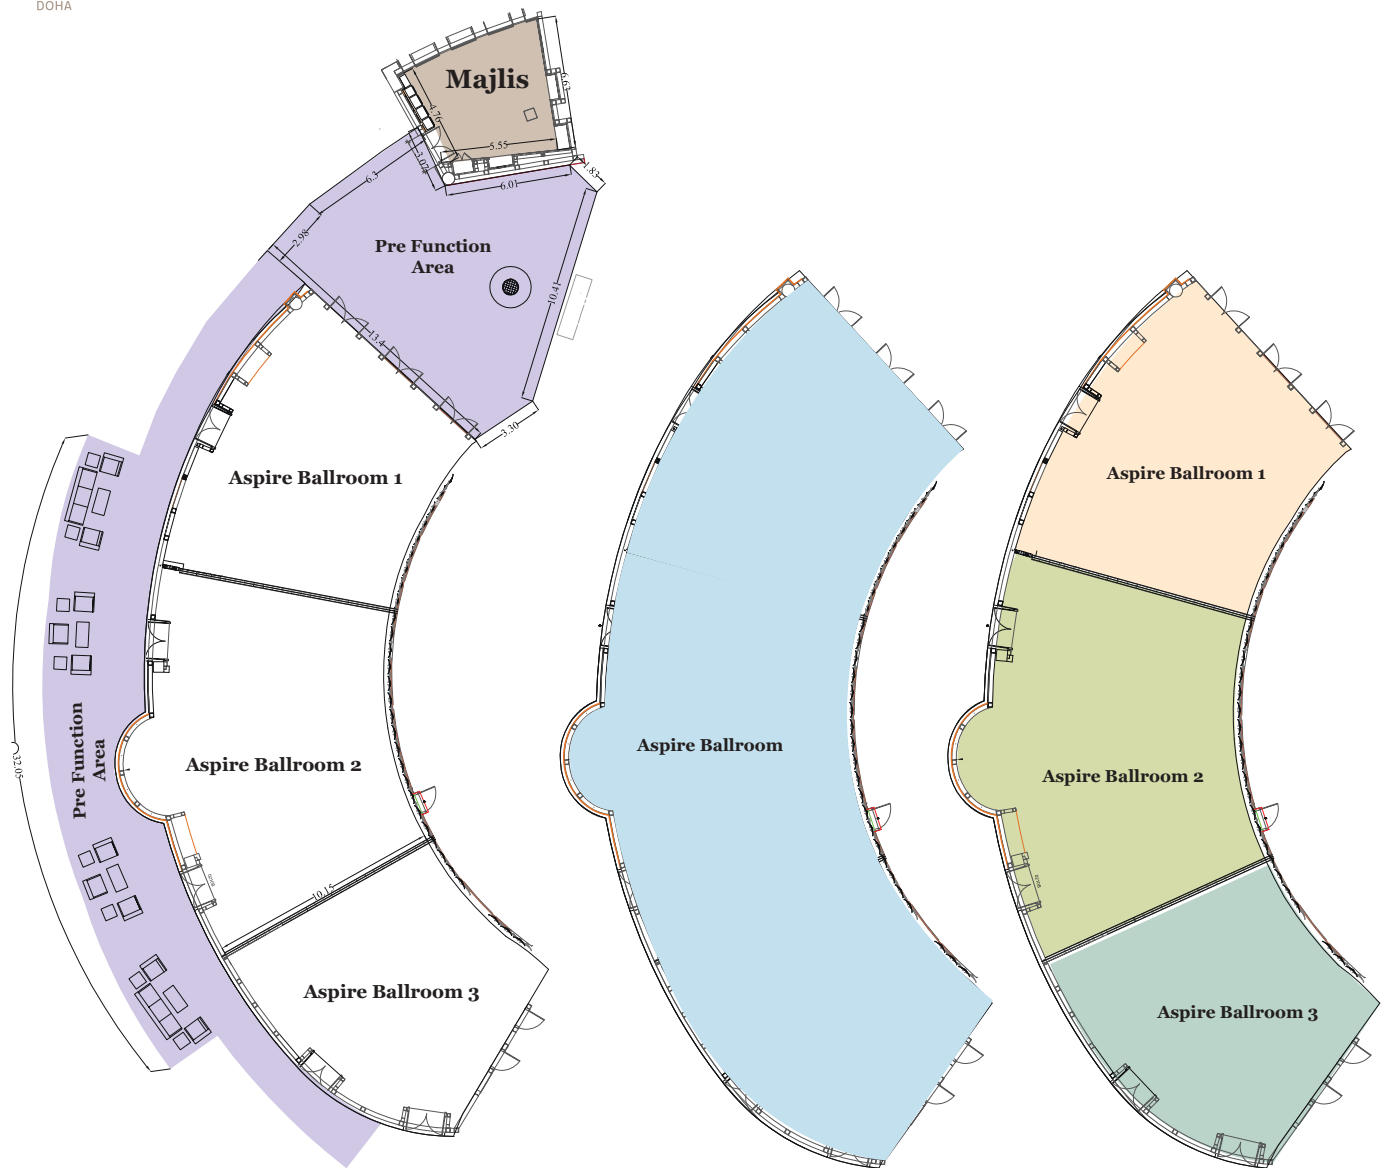 DOHA
Majlis
6.63
4.76
5.55
3.07
1.83
6.3
6.01
2.98
Pre Function
Area
10.41
13.4
3.30
Aspire Ballroom 1
Aspire Ballroom 1
Pre Function
Area
32.05
Aspire Ballroom 2
Aspire Ballroom
Aspire Ballroom 2
10.15
Aspire Ballroom 3
Aspire Ballroom 3